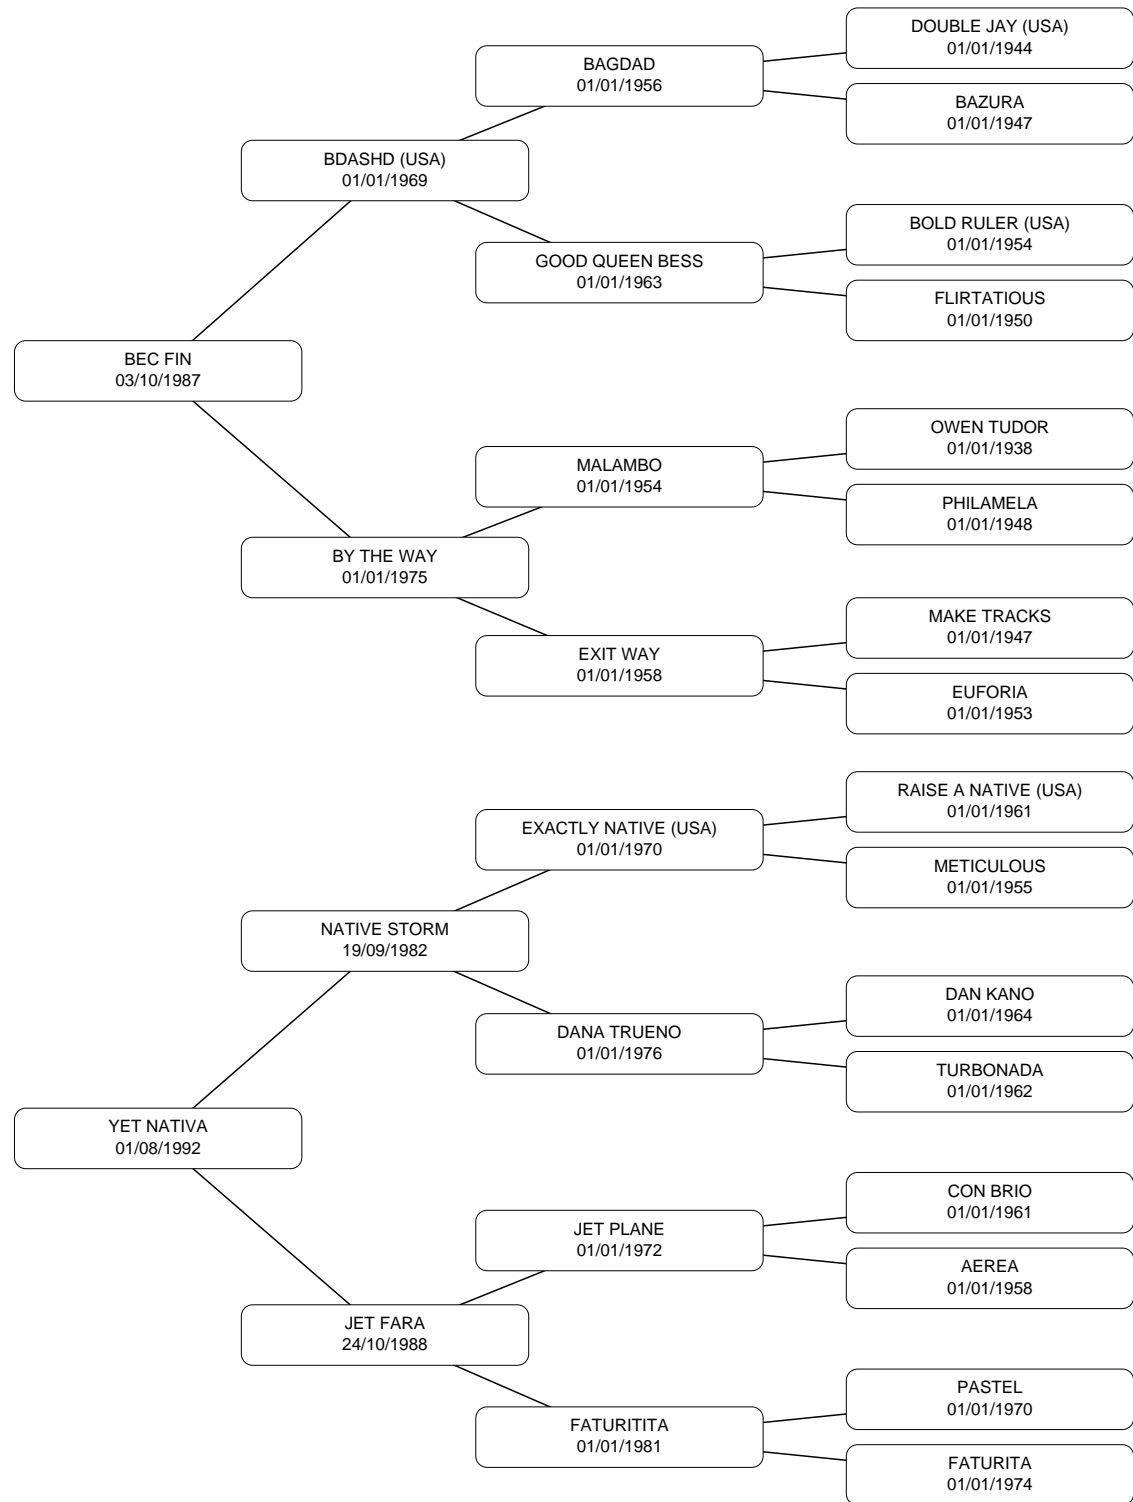 DOUBLE JAY (USA)
01/01/1944
BAGDAD
01/01/1956
BAZURA
01/01/1947
BDASHD (USA)
01/01/1969
BOLD RULER (USA)
01/01/1954
GOOD QUEEN BESS
01/01/1963
FLIRTATIOUS
01/01/1950
BEC FIN
03/10/1987
OWEN TUDOR
01/01/1938
MALAMBO
01/01/1954
PHILAMELA
01/01/1948
BY THE WAY
01/01/1975
MAKE TRACKS
01/01/1947
EXIT WAY
01/01/1958
EUFORIA
01/01/1953
RAISE A NATIVE (USA)
01/01/1961
EXACTLY NATIVE (USA)
01/01/1970
METICULOUS
01/01/1955
NATIVE STORM
19/09/1982
DAN KANO
01/01/1964
DANA TRUENO
01/01/1976
TURBONADA
01/01/1962
YET NATIVA
01/08/1992
CON BRIO
01/01/1961
JET PLANE
01/01/1972
AEREA
01/01/1958
JET FARA
24/10/1988
PASTEL
01/01/1970
FATURITITA
01/01/1981
FATURITA
01/01/1974